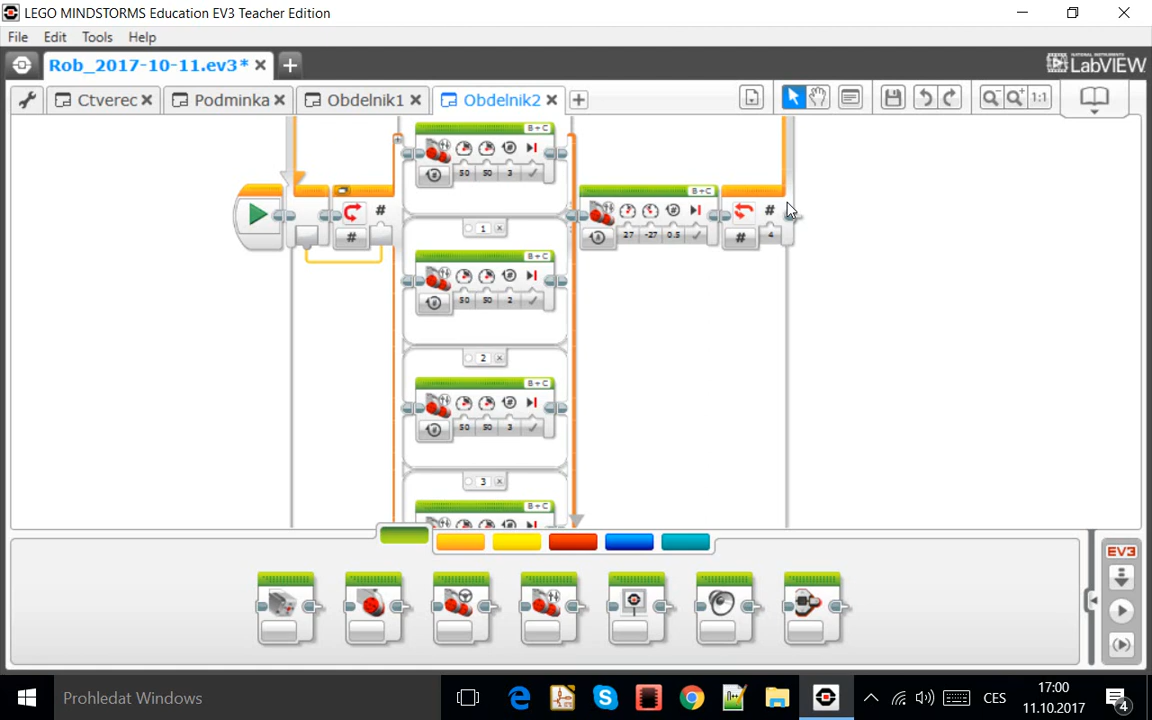 LEGO MINDSTORMS Education EV3 Teacher Edition
File Edit Tools Help
Rob_2017-10-11.ev3*
NATIONAL INSTRUMENTS
LabVIEW
Ctverec Podminka Obdelnik1 Obdelnik2
1:1
B+C
#
50 50 3
B+C
# #
# 27 -27 0.5 # 4
1
B+C
#
50 50 2
2
B+C
#
50 50 3
3
B+C
#
EV3
Prohledat Windows
CES
17:00
11.10.2017
4